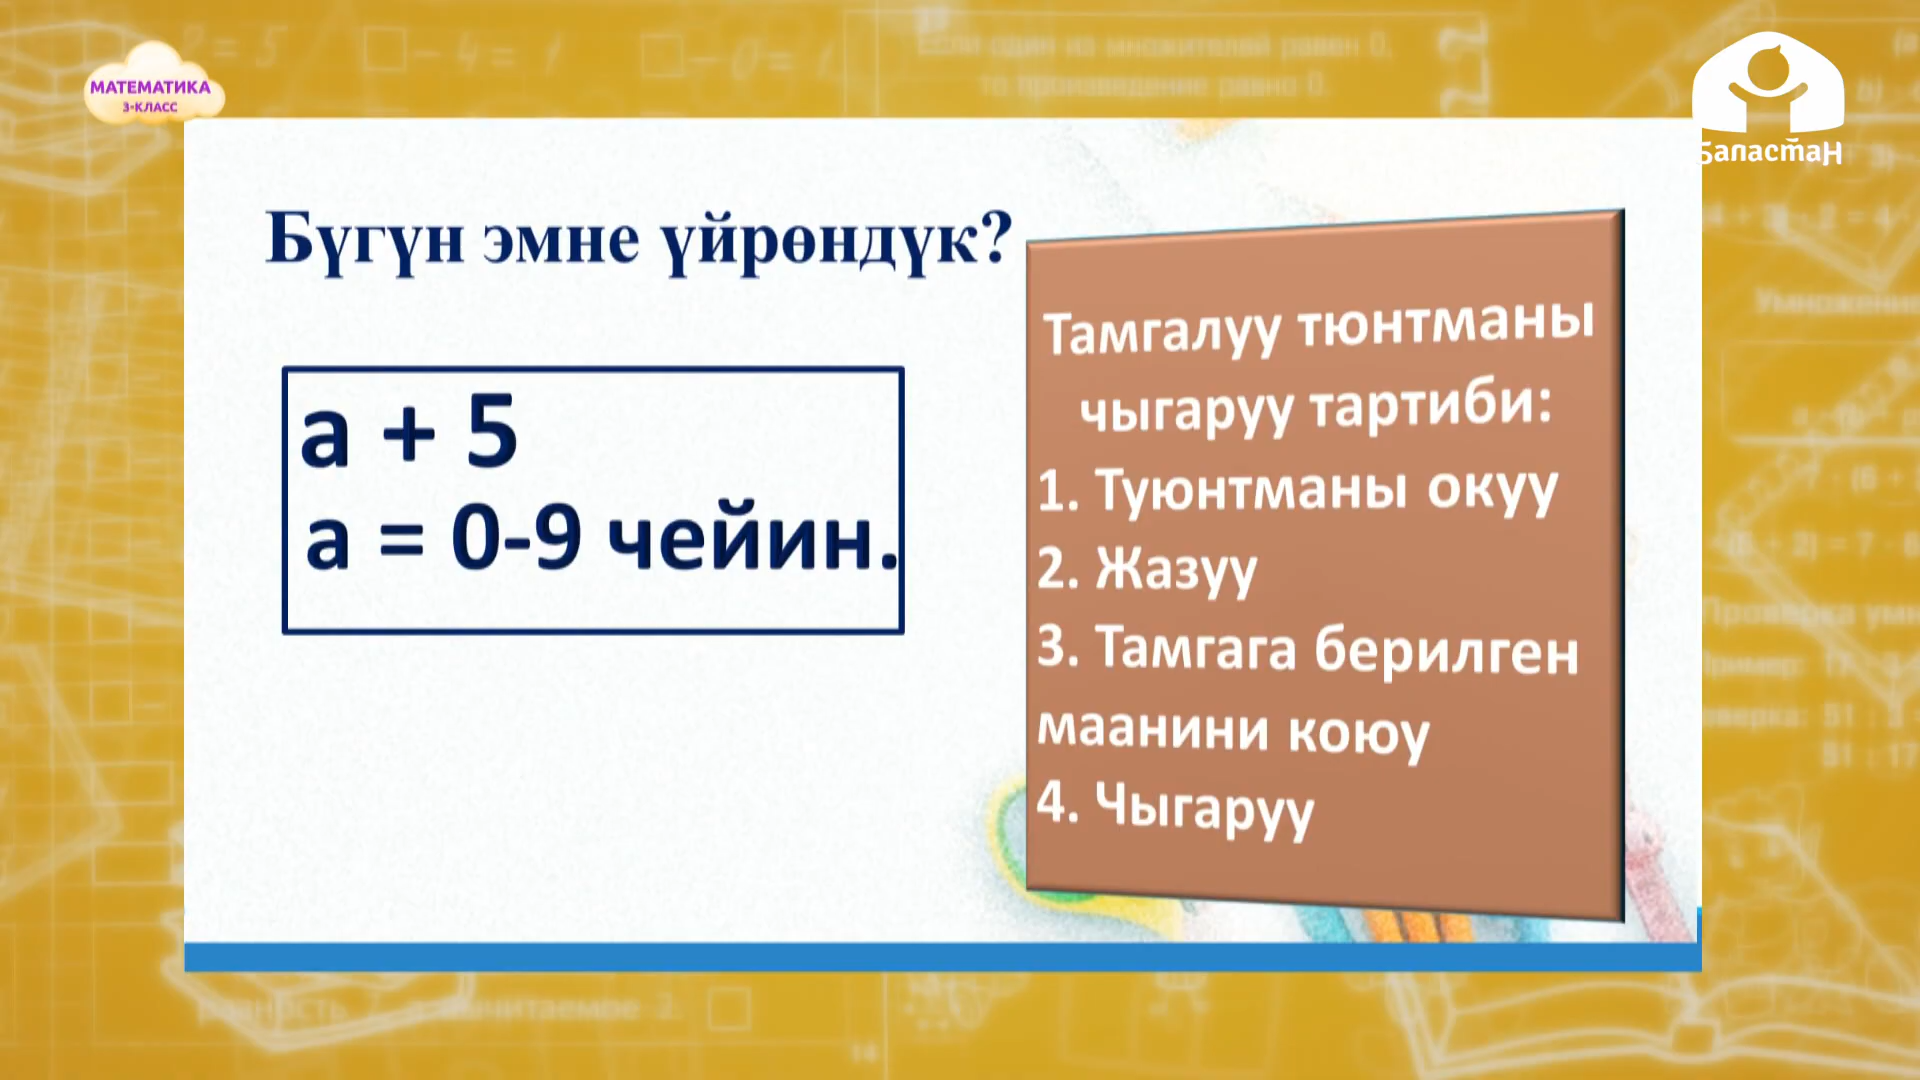 МАТЕМАТИКА
3-КЛАСС
баластан
Бүгүн эмне үйрөндүк?
а + 5
а = 0-9 чейин.
Тамгалуу тюнтманы
чыгаруу тартиби:
1. Туюнтманы окуу
2. Жазуу
3. Тамгага берилген
маанини коюу
4. Чыгаруу